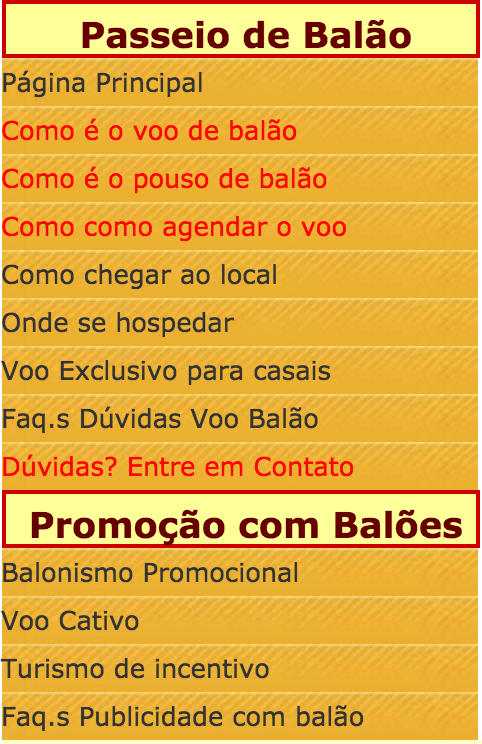 Passeio de Balão
Página Principal
Como é o voo de balão
Como é o pouso de balão
Como como agendar o voo
Como chegar ao local
Onde se hospedar
Voo Exclusivo para casais
Faq.s Dúvidas Voo Balão
Dúvidas? Entre em Contato
Promoção com Balões
Balonismo Promocional
Voo Cativo
Turismo de incentivo
Faq.s Publicidade com balão